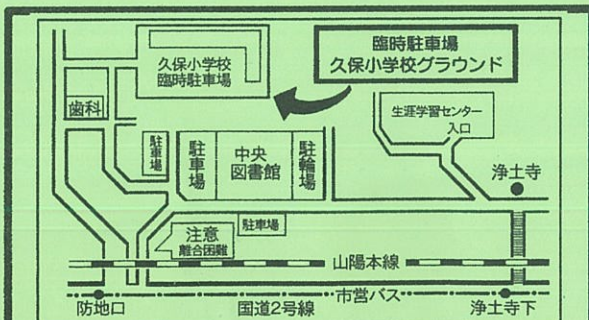 久保小学校
臨時駐車場
臨時駐車場
久保小学校グラウンド
歯科
駐車場
駐車場
中央
図書館
駐輪場
生涯学習センター
入口
浄土寺
注意
離合困難
駐車場
山陽本線
市営バス
防地口
国道2号線
浄土寺下